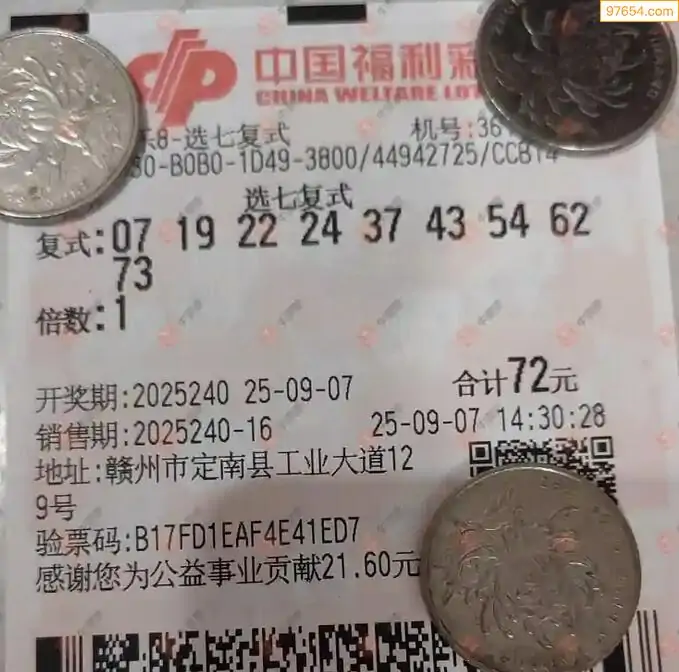 97654.com
中国福利彩
CHINA WELFARE LOT
乐8-选七复式 机号:36
S0-B0B0-1D49-3800/44942725/CCB14
选七复式
复式:07 19 22 24 37 43 54 62
73
倍数:1
合计72元
开奖期:2025240 25-09-07
销售期:2025240-16 25-09-07 14:30:28
地址:赣州市定南县工业大道12
9号
验票码:B17FD1EAF4E41ED7
感谢您为公益事业贡献21.60元